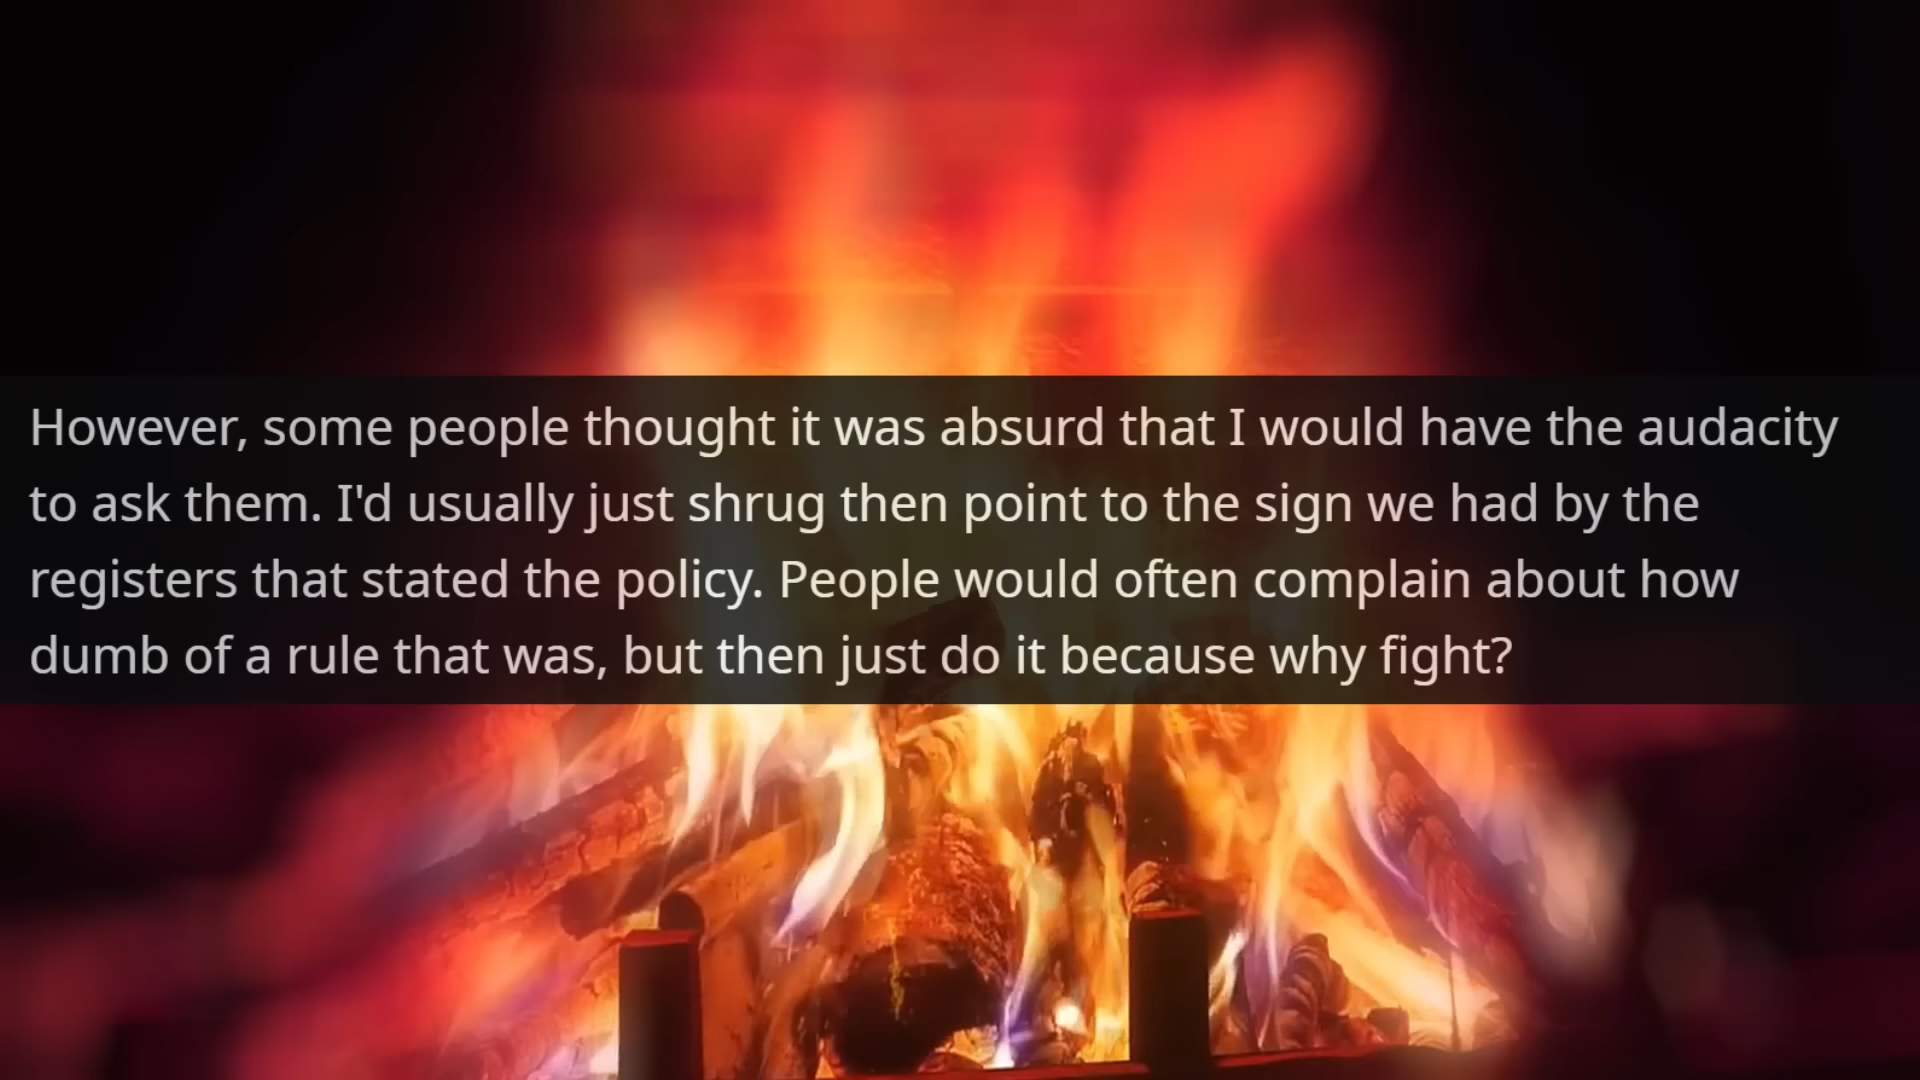 However, some people thought it was absurd that I would have the audacity
to ask them. I'd usually just shrug then point to the sign we had by the
registers that stated the policy. People would often complain about how
dumb of a rule that was, but then just do it because why fight?